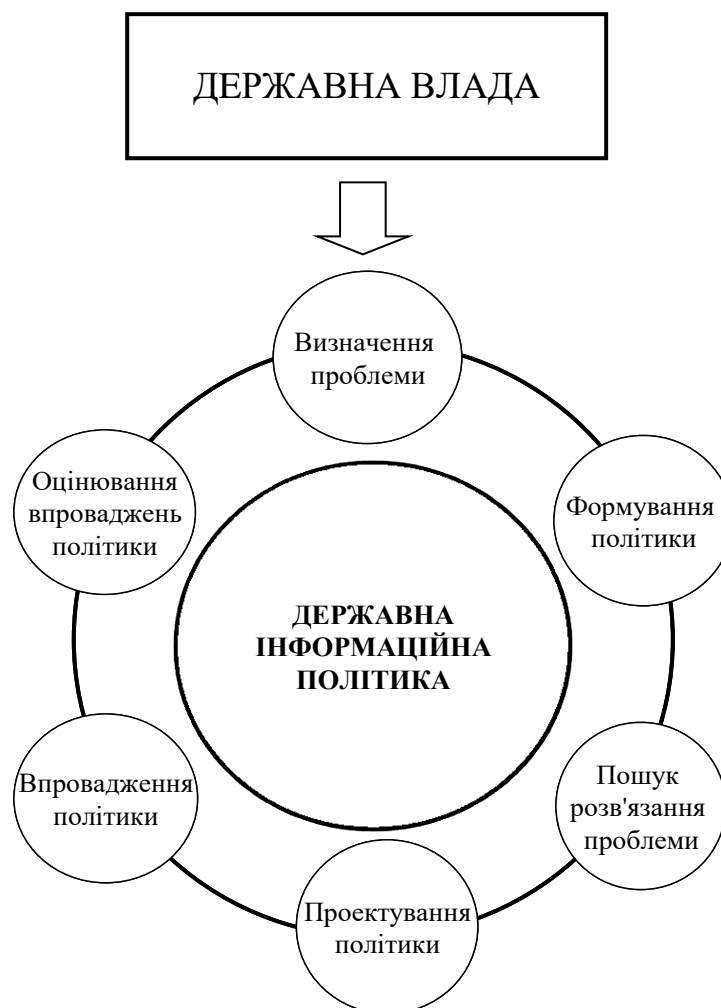 ДЕРЖАВНА ВЛАДА
Визначення
проблеми
Оцінювання
впроваджень
політики
Формування
політики
ДЕРЖАВНА
ІНФОРМАЦІЙНА
ПОЛІТИКА
Впровадження
політики
Пошук
розв'язання
проблеми
Проектування
політики